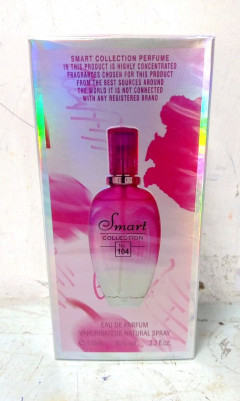 SMART COLLECTION PERFUME
IN THIS PRODUCT IS HIGHLY CONCENTRATED
FRAGRANCES CHOSEN FOR THIS PRODUCT
FROM THE BEST SOURCES AROUND
THE WORLD IT IS NOT CONNECTED
WITH ANY REGISTERED BRAND
Smart
COLLECTION
No
104
EAU DE PARFUM
VAPORISATEUR NATURAL SPRAY
3.3 fl.oz.